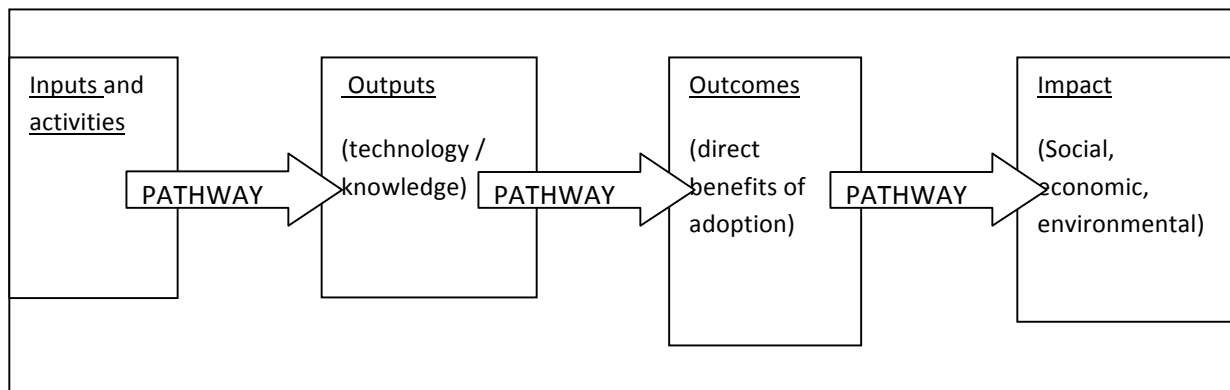 Inputs and
activities
PATHWAY
Outputs
(technology /
knowledge)
PATHWAY
Outcomes
(direct
benefits of
adoption)
PATHWAY
Impact
(Social,
economic,
environmental)